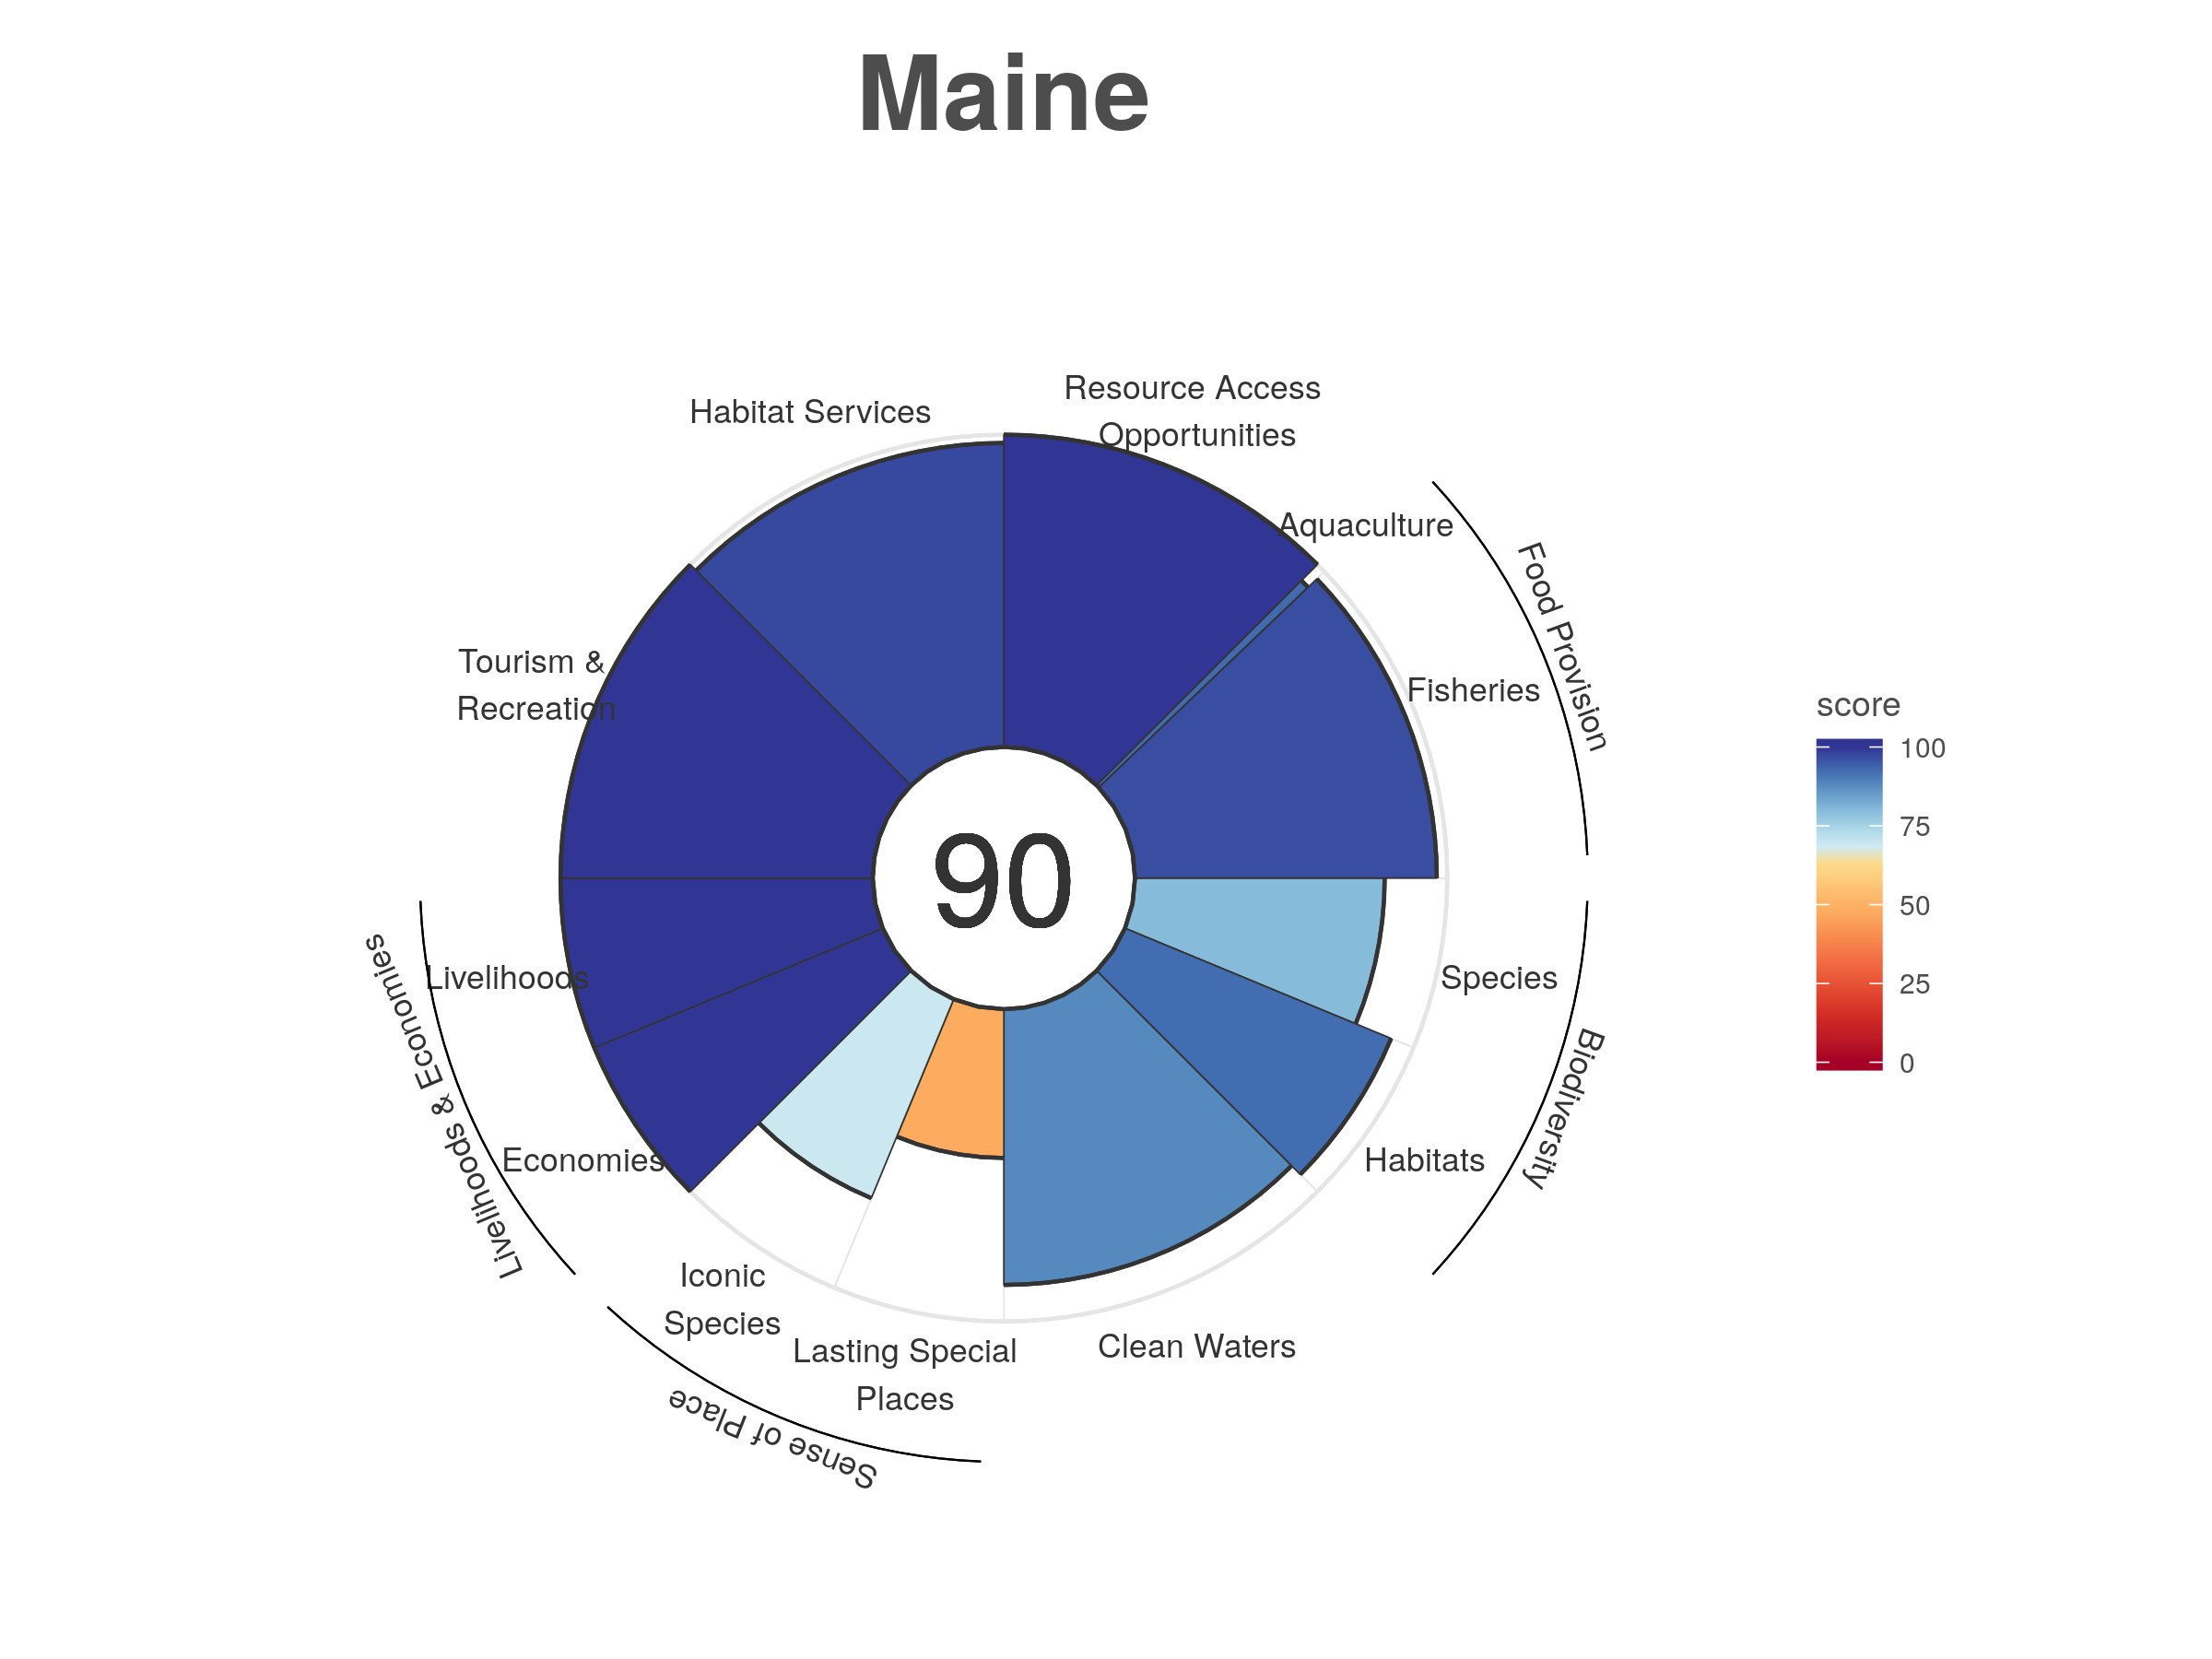 Maine
Habitat Services
Resource Access
Opportunities
Aquaculture
Food Provision
Fisheries
Tourism &
Recreation
90
Livelihoods
Livelihoods & Economies
Economies
Species
Biodiversity
Habitats
Iconic
Species
Lasting Special
Places
Sense of Place
Clean Waters
score
100
75
50
25
0